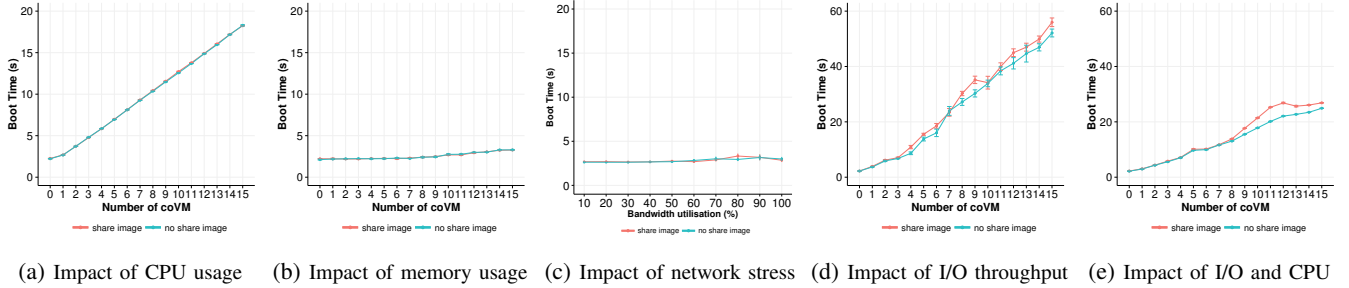 20
15
10
5
0
Boot Time (s)
0 1 2 3 4 5 6 7 8 9 10 11 12 13 14 15
Number of coVM
share image no share image
(a) Impact of CPU usage
20
15
10
5
0
Boot Time (s)
0 1 2 3 4 5 6 7 8 9 10 11 12 13 14 15
Number of coVM
share image no share image
(b) Impact of memory usage
20
15
10
5
0
Boot Time (s)
10 20 30 40 50 60 70 80 90 100
Bandwidth utilisation (%)
share image no share image
(c) Impact of network stress
60
40
20
0
Boot Time (s)
0 1 2 3 4 5 6 7 8 9 10 11 12 13 14 15
Number of coVM
share image no share image
(d) Impact of I/O throughput
60
40
20
0
Boot Time (s)
0 1 2 3 4 5 6 7 8 9 10 11 12 13 14 15
Number of coVM
share image no share image
(e) Impact of I/O and CPU